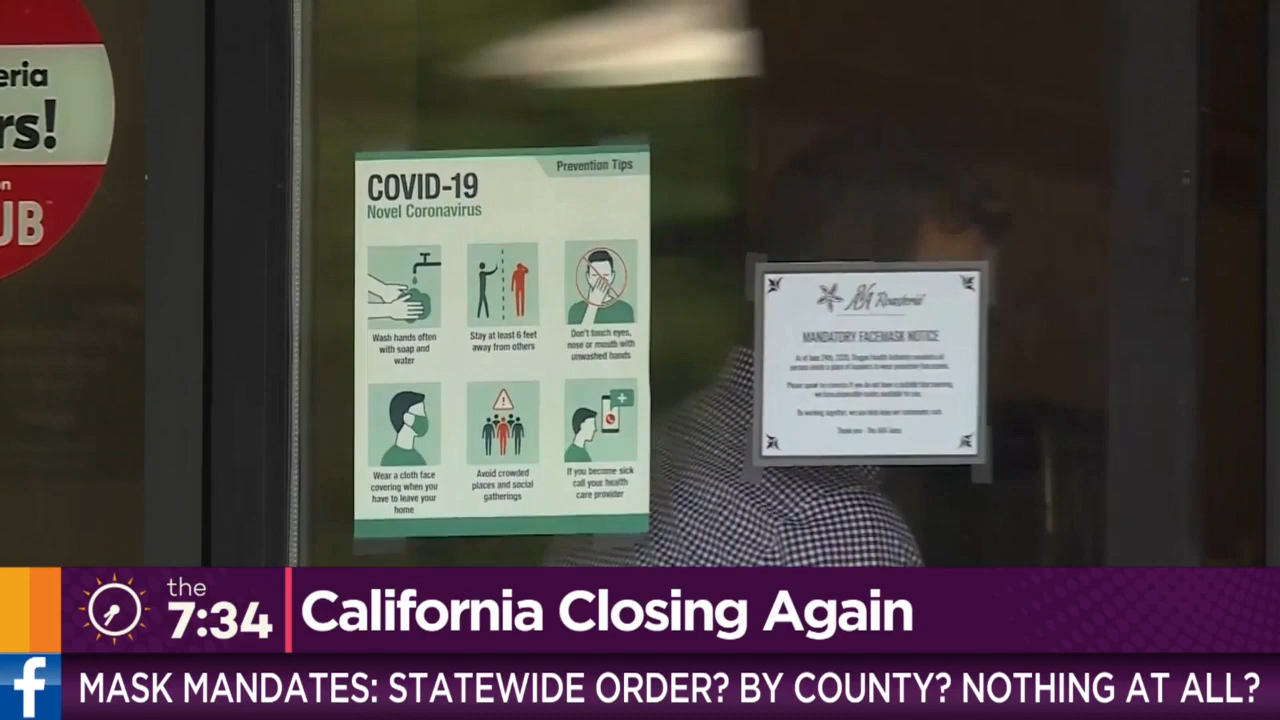 eria
rs!
on
UB
Prevention Tips
COVID-19
Novel Coronavirus
Wash hands often
with soap and
water
Stay at least 6 feet
away from others
Don't touch eyes,
nose or mouth with
unwashed hands
Wear a cloth face
covering when you
have to leave your
home
Avoid crowded
places and social
gatherings
If you become sick
call your health
care provider
Roasteria
MANDATORY FACEMASK NOTICE
the
7:34
California Closing Again
f
MASK MANDATES: STATEWIDE ORDER? BY COUNTY? NOTHING AT ALL?